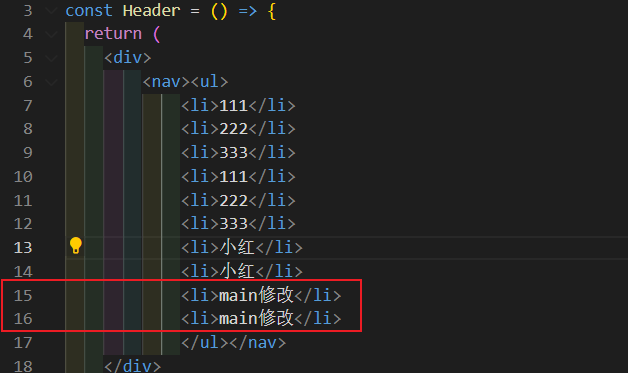 3 const Header = () => {
4 return (
5 <div>
6 <nav><ul>
7 <li>111</li>
8 <li>222</li>
9 <li>333</li>
10 <li>111</li>
11 <li>222</li>
12 <li>333</li>
13 <li>小红</li>
14 <li>小红</li>
15 <li>main修改</li>
16 <li>main修改</li>
17 </ul></nav>
18 </div>